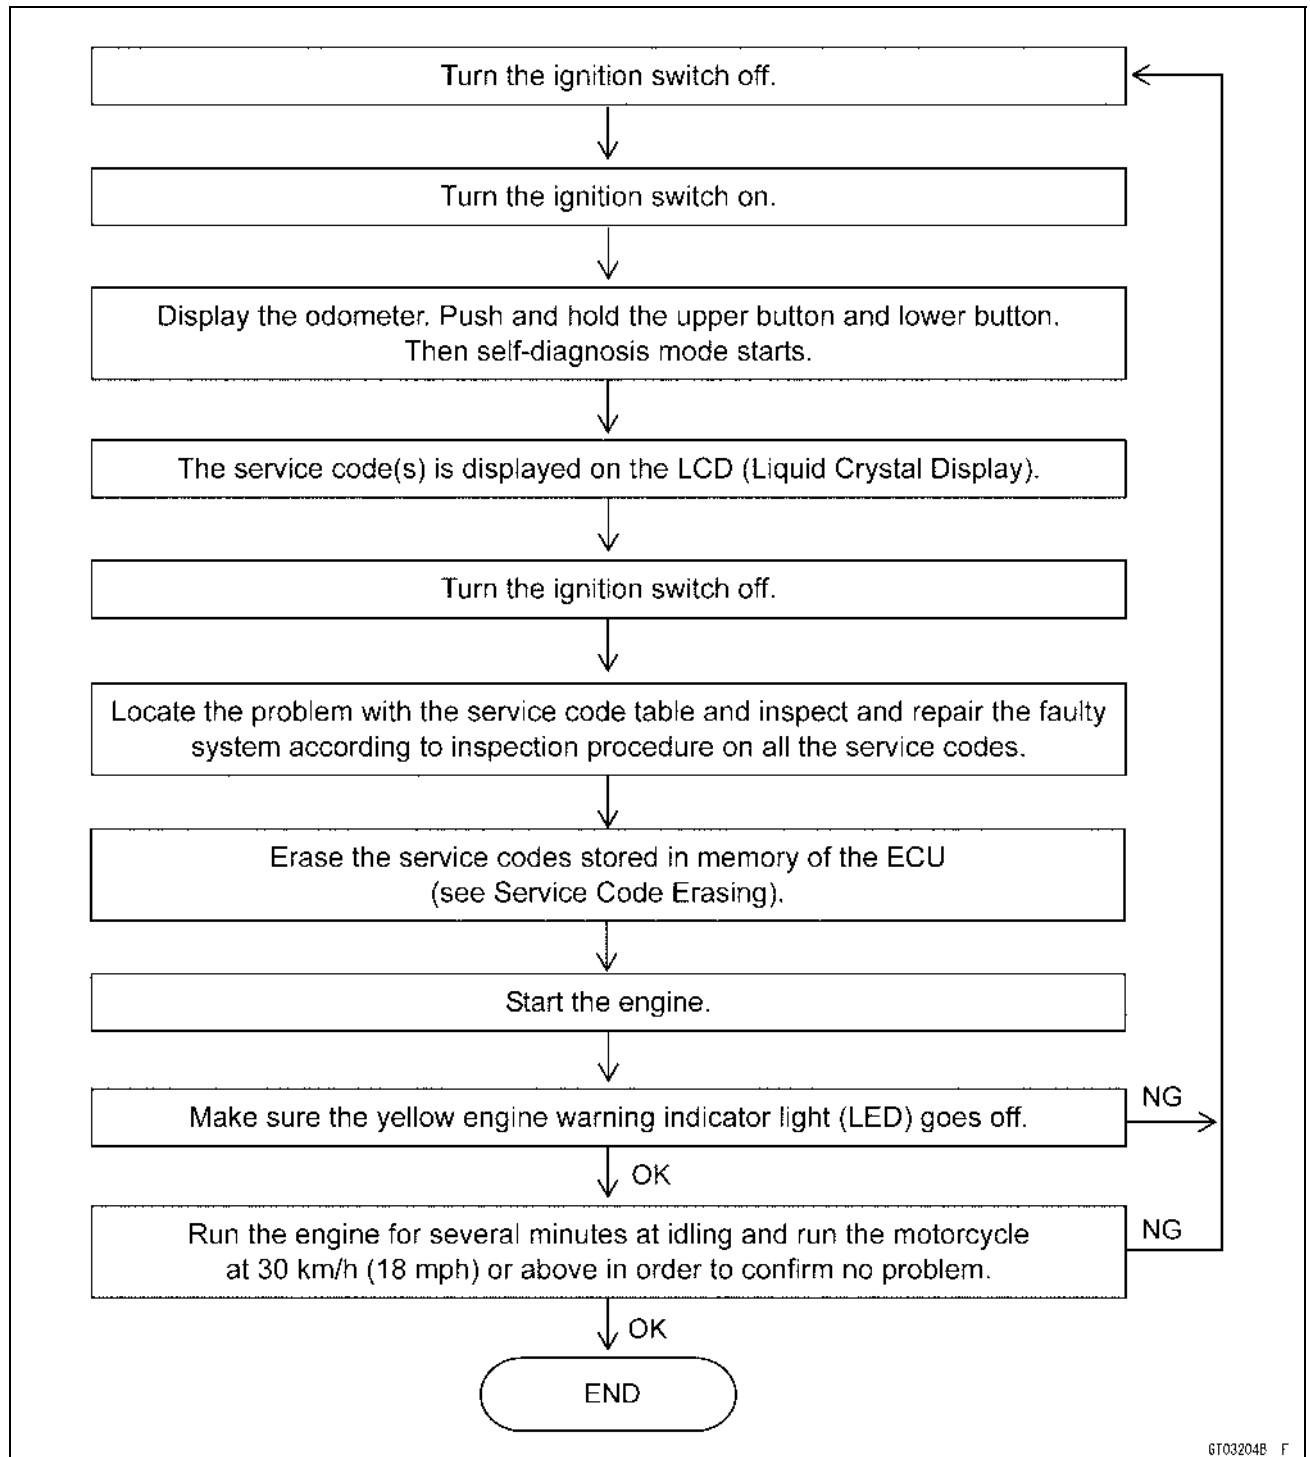 Turn the ignition switch off.
Turn the ignition switch on.
Display the odometer. Push and hold the upper button and lower button.
Then self-diagnosis mode starts.
The service code(s) is displayed on the LCD (Liquid Crystal Display).
Turn the ignition switch off.
Locate the problem with the service code table and inspect and repair the faulty
system according to inspection procedure on all the service codes.
Erase the service codes stored in memory of the ECU
(see Service Code Erasing).
Start the engine.
Make sure the yellow engine warning indicator light (LED) goes off.
NG
OK
Run the engine for several minutes at idling and run the motorcycle
at 30 km/h (18 mph) or above in order to confirm no problem.
NG
OK
END
GT03204B F